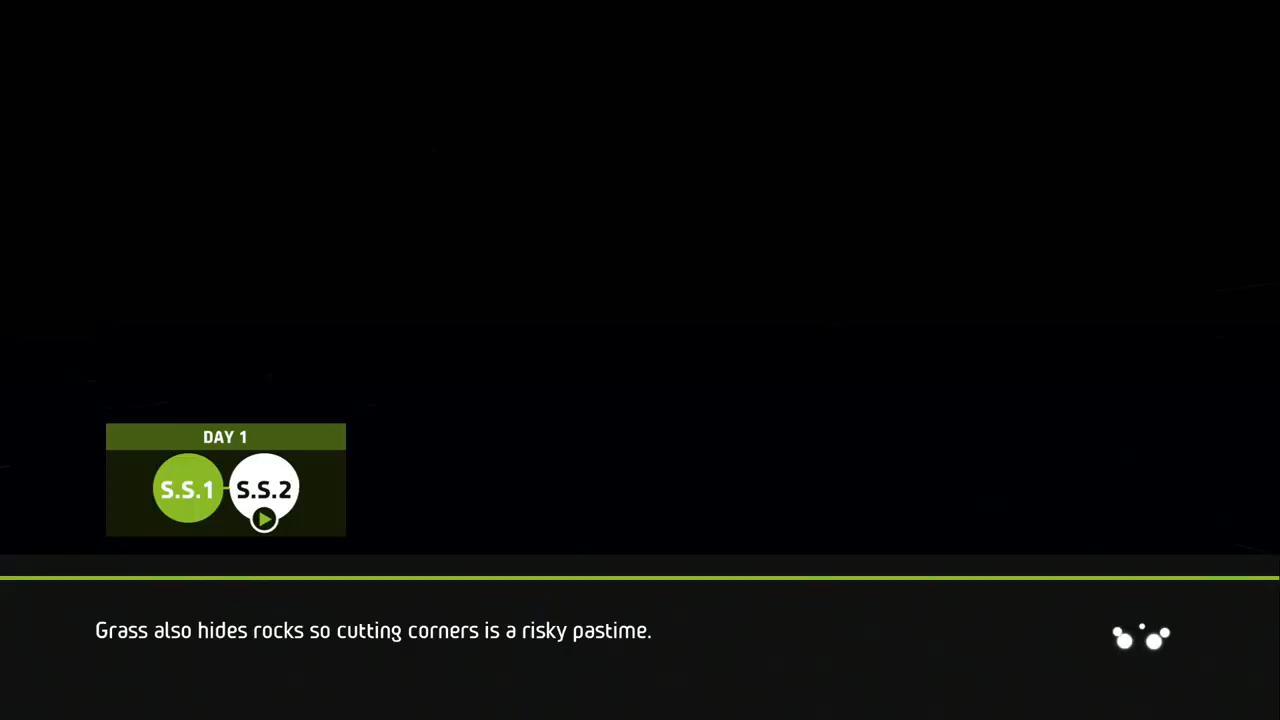 DAY 1
S.S.1
S.S.2
Grass also hides rocks so cutting corners is a risky pastime.